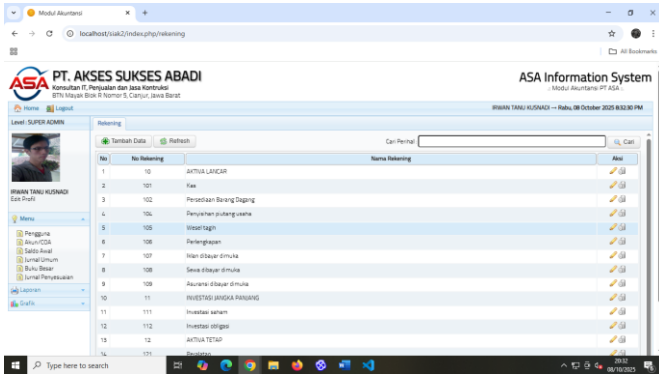 Modul Akuntansi
localhost/siak2/index.php/rekening
All Bookmarks
ASA
PT. AKSES SUKSES ABADI
Konsultan IT, Penjualan dan Jasa Kontruksi
BTN Mayak Blok R Nomor 5, Cianjur, Jawa Barat
ASA Information System
.: Modul Akuntansi PT ASA :.
Home Logout
IRWAN TANU KUSNADI — Rabu, 08 October 2025 8:32:30 PM
Level : SUPER ADMIN
Rekening
Tambah Data Refresh
Cari Perihal :
Cari
No No Rekening Nama Rekening Aksi
1 10 AKTIVA LANCAR
2 101 Kas
3 102 Persediaan Barang Dagang
4 104 Penyisihan piutang usaha
5 105 Wesel tagih
6 106 Perlengkapan
7 107 Iklan dibayar dimuka
8 108 Sewa dibayar dimuka
9 109 Asuransi dibayar dimuka
10 11 INVESTASI JANGKA PANJANG
11 111 Investasi saham
12 112 Investasi obligasi
13 12 AKTIVA TETAP
14 121 Peralatan
IRWAN TANU KUSNADI
Edit Profil
Menu
Pengguna
Akun/COA
Saldo Awal
Jurnal Umum
Buku Besar
Jurnal Penyesuaian
Laporan
Grafik
Type here to search
20:32
08/10/2025